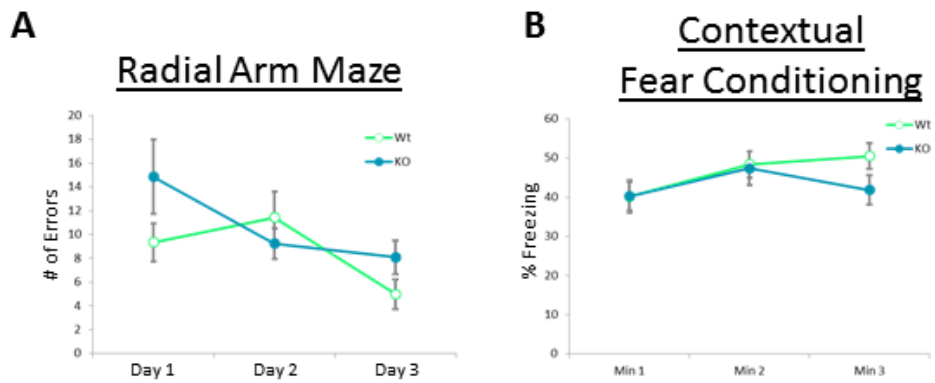 A
Radial Arm Maze
# of Errors
20
18
16
14
12
10
8
6
4
2
0
Wt
KO
Day 1 Day 2 Day 3
B
Contextual
Fear Conditioning
% Freezing
60
50
40
30
20
10
0
Wt
KO
Min 1 Min 2 Min 3